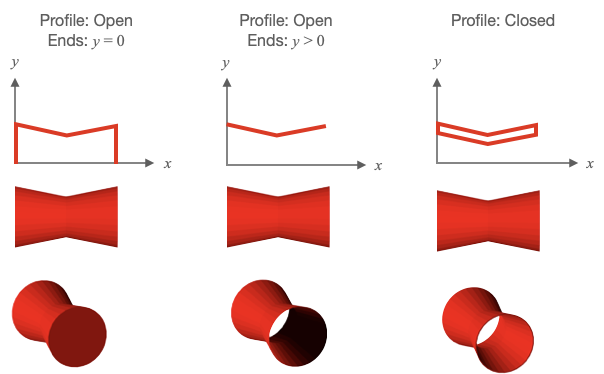 Profile: Open
Ends: y = 0
y
x
Profile: Open
Ends: y > 0
y
x
Profile: Closed
y
x